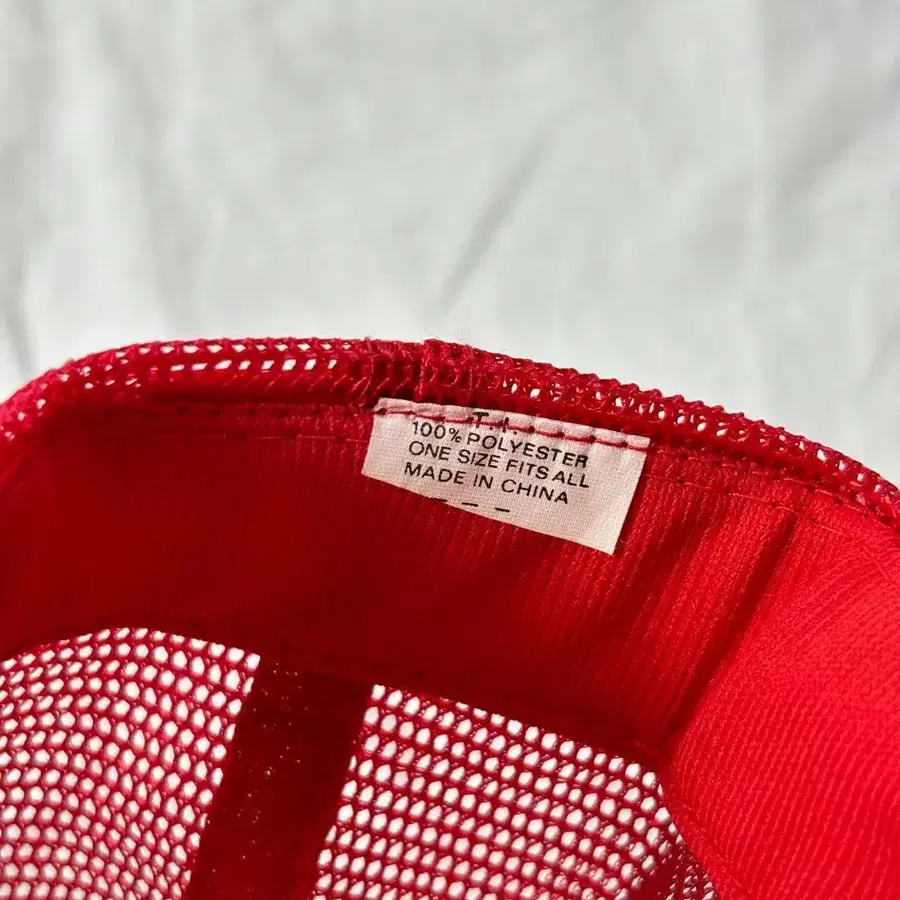 100% POLYESTER
ONE SIZE FITS ALL
MADE IN CHINA